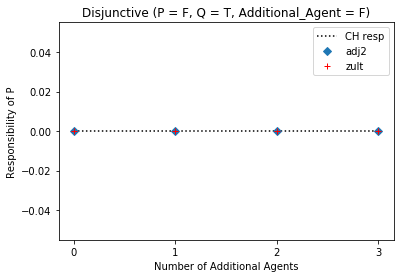 Disjunctive (P = F, Q = T, Additional_Agent = F)
CH resp
adj2
zult
Responsibility of P
0.04
0.02
0.00
−0.02
−0.04
0 1 2 3
Number of Additional Agents